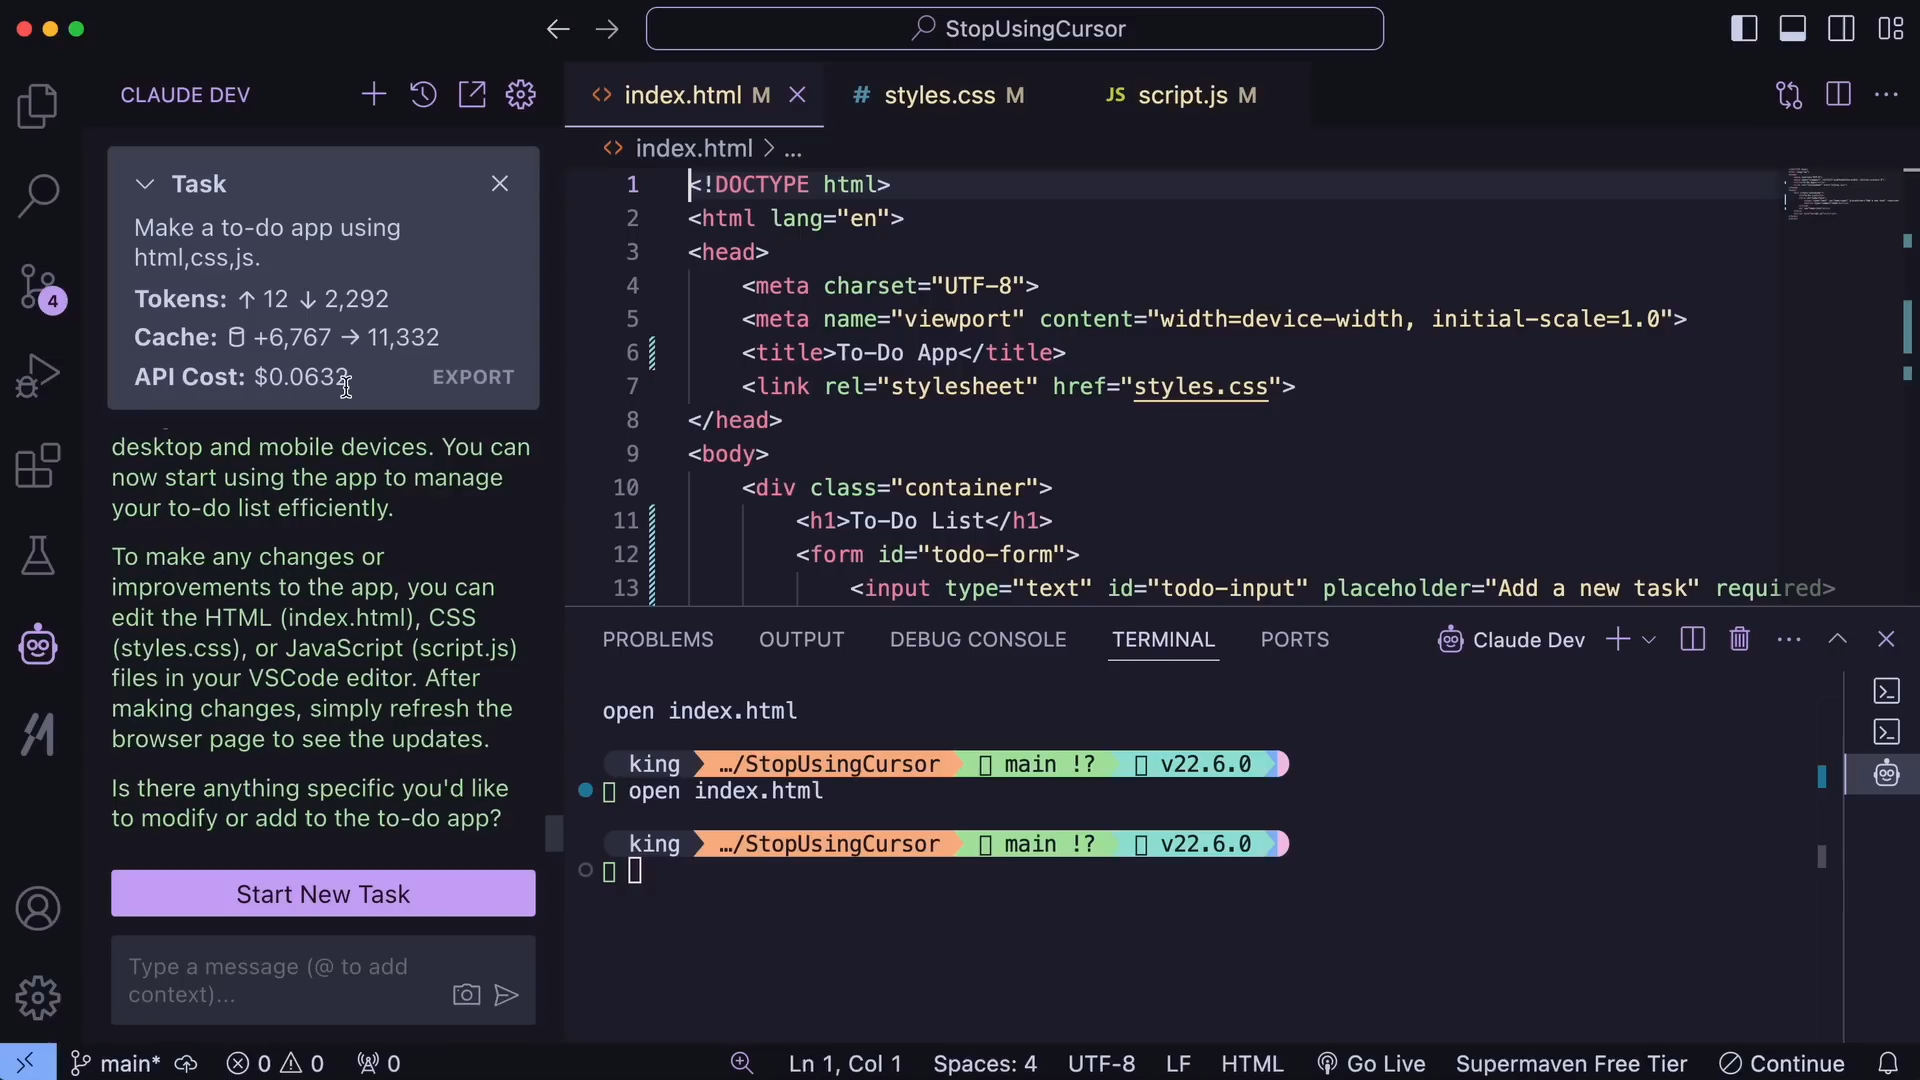 StopUsingCursor
CLAUDE DEV
index.html M
# styles.css M
JS script.js M
index.html > ...
Task
Make a to-do app using
html,css,js.
Tokens: ↑ 12 ↓ 2,292
Cache: +6,767 → 11,332
API Cost: $0.0632
EXPORT
desktop and mobile devices. You can
now start using the app to manage
your to-do list efficiently.
To make any changes or
improvements to the app, you can
edit the HTML (index.html), CSS
(styles.css), or JavaScript (script.js)
files in your VSCode editor. After
making changes, simply refresh the
browser page to see the updates.
Is there anything specific you'd like
to modify or add to the to-do app?
Start New Task
Type a message (@ to add
context)...
4
1 <!DOCTYPE html>
2 <html lang="en">
3 <head>
4 <meta charset="UTF-8">
5 <meta name="viewport" content="width=device-width, initial-scale=1.0">
6 <title>To-Do App</title>
7 <link rel="stylesheet" href="styles.css">
8 </head>
9 <body>
10 <div class="container">
11 <h1>To-Do List</h1>
12 <form id="todo-form">
13 <input type="text" id="todo-input" placeholder="Add a new task" required>
PROBLEMS OUTPUT DEBUG CONSOLE TERMINAL PORTS
Claude Dev
open index.html
king …/StopUsingCursor main !? v22.6.0
open index.html
king …/StopUsingCursor main !? v22.6.0
main* 0 0 0
Ln 1, Col 1 Spaces: 4 UTF-8 LF HTML Go Live Supermaven Free Tier Continue